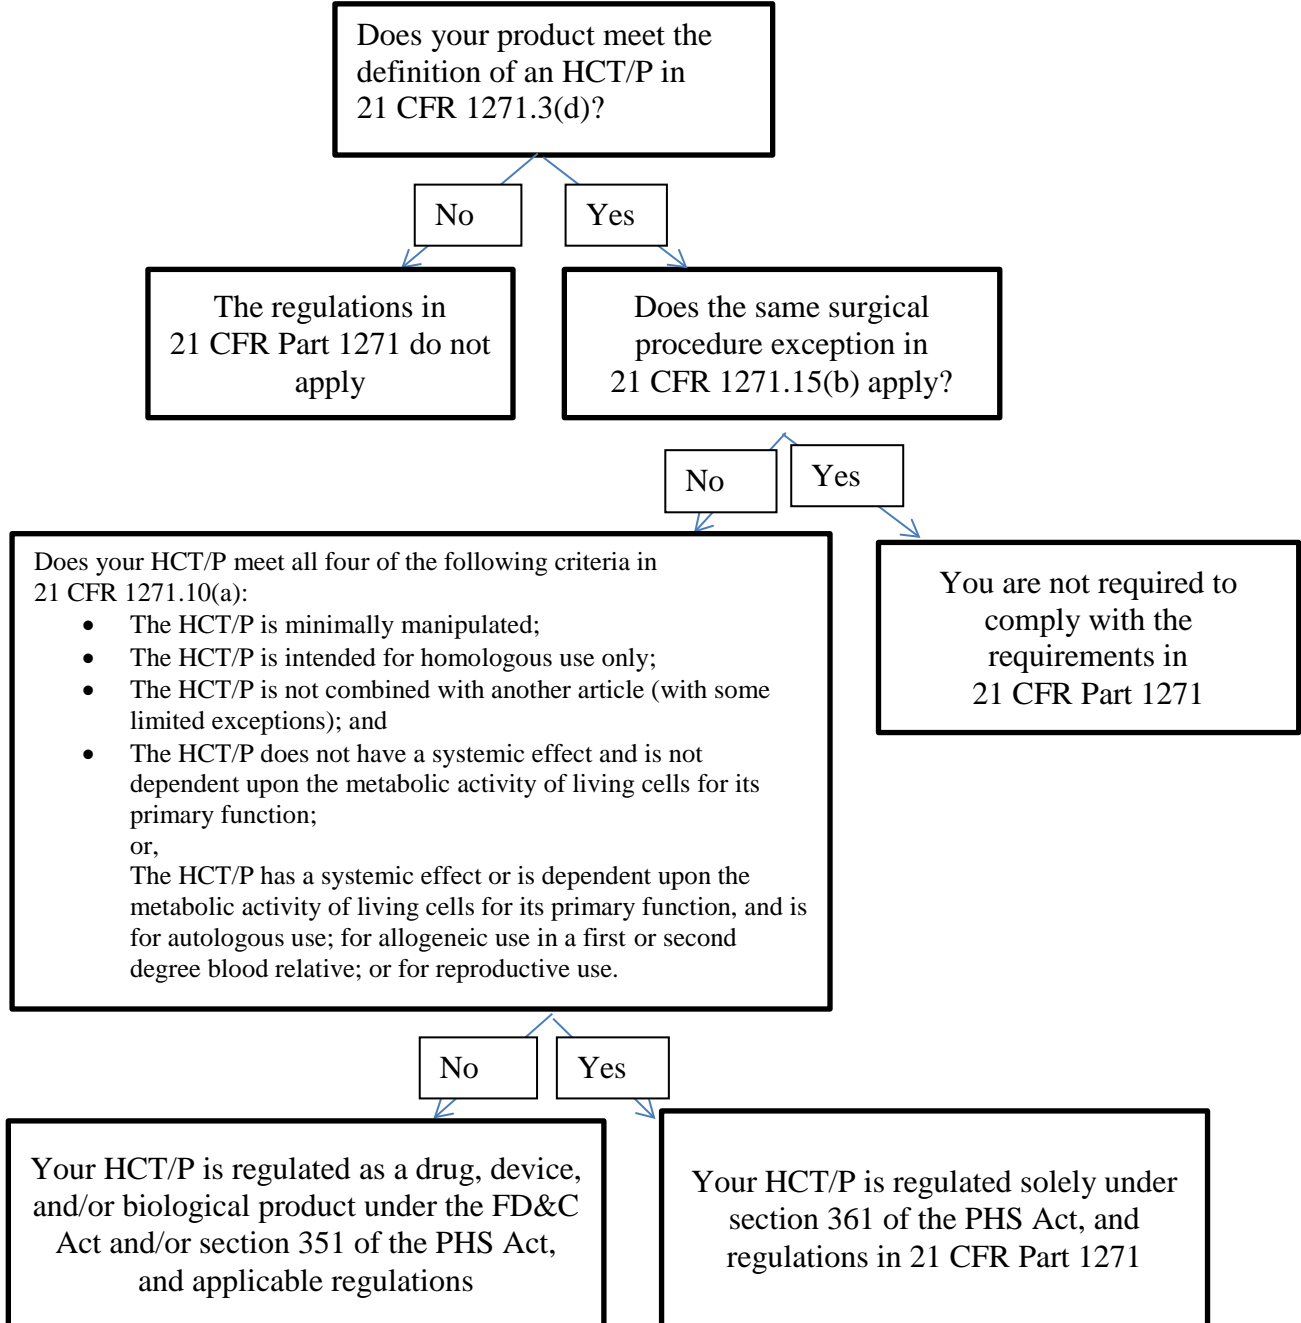 Does your product meet the
definition of an HCT/P in
21 CFR 1271.3(d)?
No
Yes
The regulations in
21 CFR Part 1271 do not
apply
Does the same surgical
procedure exception in
21 CFR 1271.15(b) apply?
No
Yes
Does your HCT/P meet all four of the following criteria in
21 CFR 1271.10(a):
• The HCT/P is minimally manipulated;
• The HCT/P is intended for homologous use only;
• The HCT/P is not combined with another article (with some
limited exceptions); and
• The HCT/P does not have a systemic effect and is not
dependent upon the metabolic activity of living cells for its
primary function;
or,
The HCT/P has a systemic effect or is dependent upon the
metabolic activity of living cells for its primary function, and is
for autologous use; for allogeneic use in a first or second
degree blood relative; or for reproductive use.
You are not required to
comply with the
requirements in
21 CFR Part 1271
No
Yes
Your HCT/P is regulated as a drug, device,
and/or biological product under the FD&C
Act and/or section 351 of the PHS Act,
and applicable regulations
Your HCT/P is regulated solely under
section 361 of the PHS Act, and
regulations in 21 CFR Part 1271